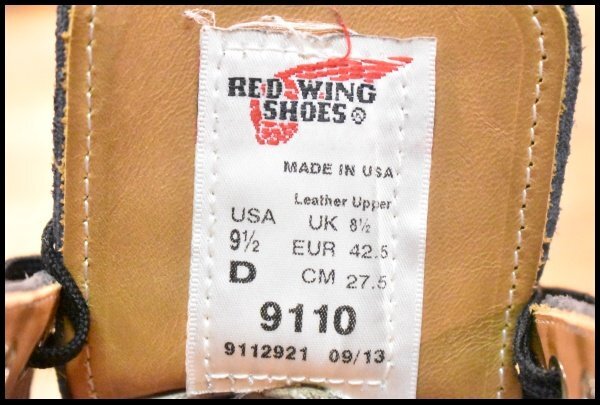 RED WING
SHOES®
MADE IN USA
Leather Upper
USA UK 8½
9½ EUR 42.5
D CM 27.5
9110
9112921 09/13